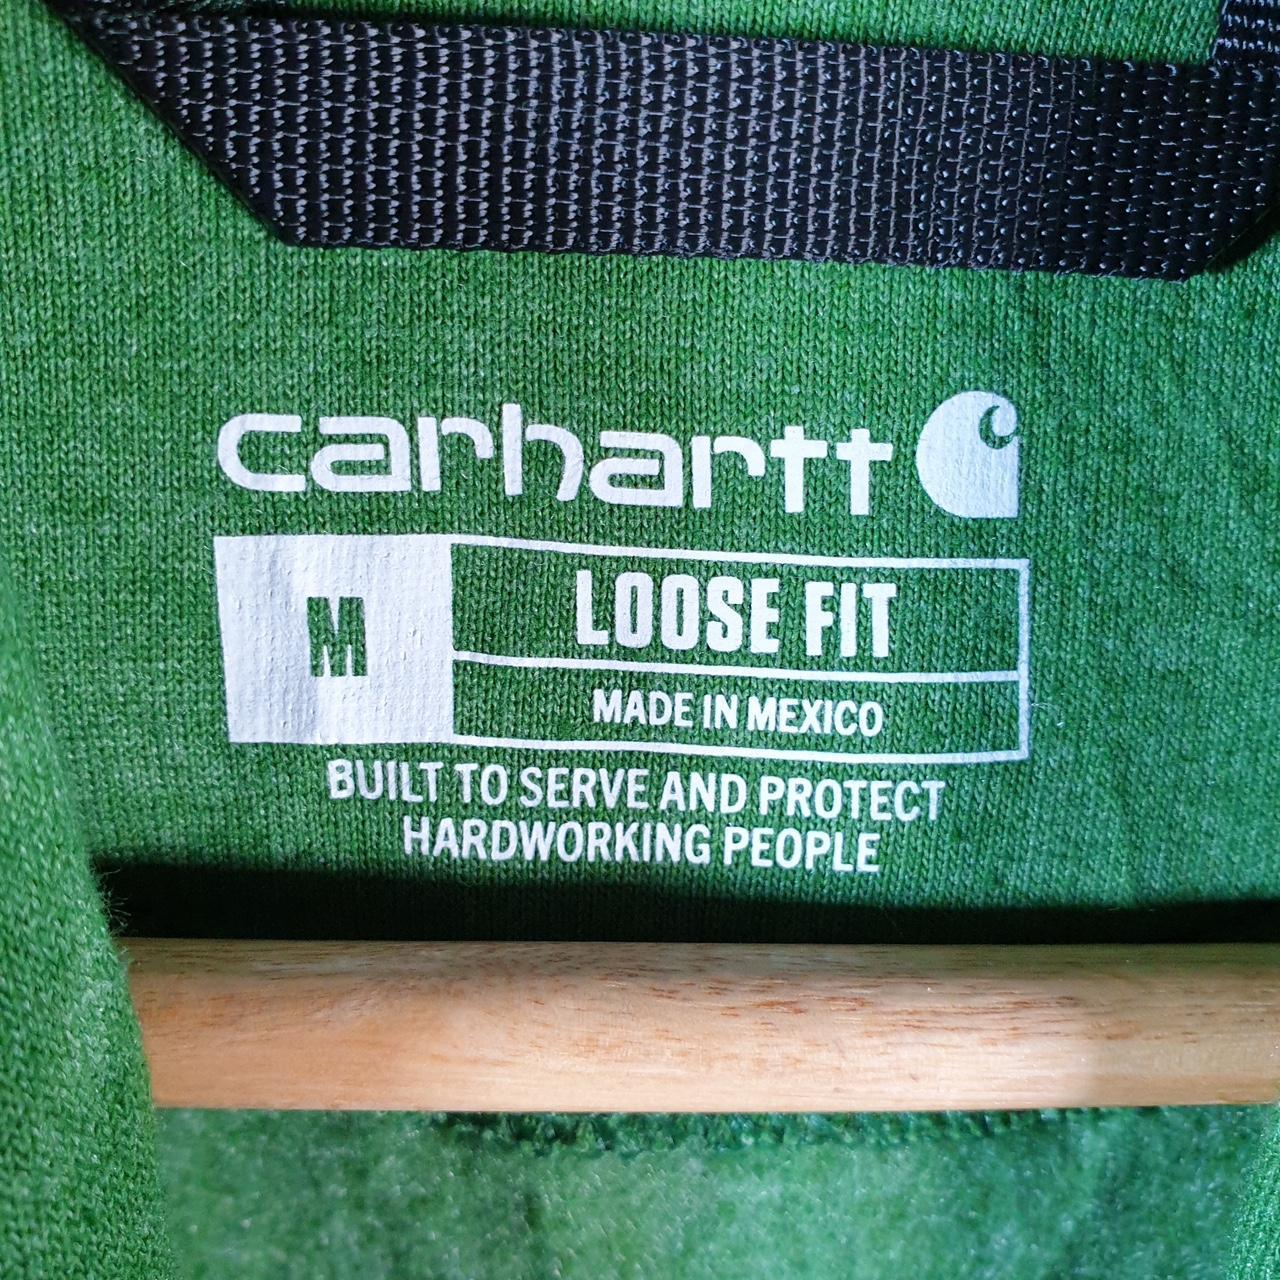 carhartt
M
LOOSE FIT
MADE IN MEXICO
BUILT TO SERVE AND PROTECT
HARDWORKING PEOPLE